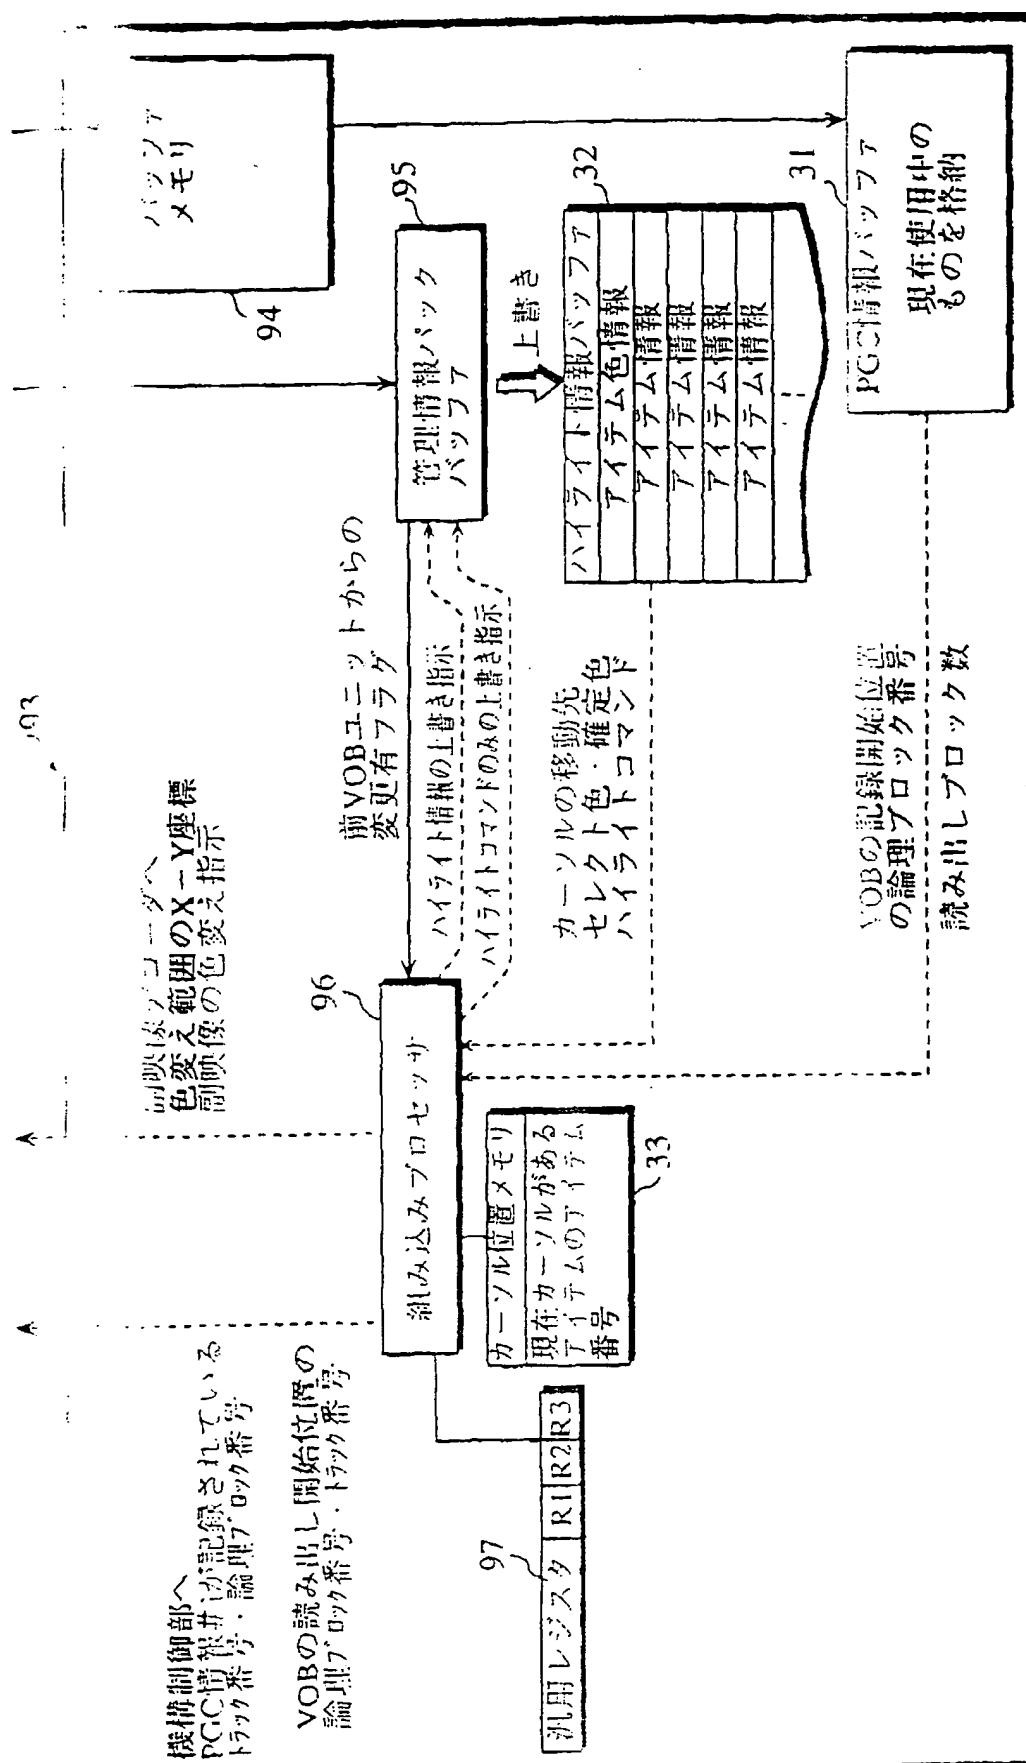 機構制御部へ
PGC情報#iが記録されている
トラック番号・論理ブロック番号
VOBの読み出し開始位置の
論理ブロック番号・トラック番号
副映像デコーダへ
色変え範囲のX－Y座標
副映像の色変え指示
93
バッファ
メモリ
94
組み込みプロセッサ
96
前VOBユニットからの
変更有フラグ
ハイライト情報の上書き指示
ハイライトコマンドのみの上書き指示
管理情報パック
バッファ
95
上書き
汎用レジスタ R1 R2 R3
97
カーソル位置メモリ
現在カーソルがある
アイテムのアイテム
番号
33
カーソルの移動先
セレクト色・確定色
ハイライトコマンド
ハイライト情報バッファ
アイテム色情報
アイテム情報
アイテム情報
アイテム情報
アイテム情報
32
VOBの記録開始位置
の論理ブロック番号
読み出しブロック数
PGC情報バッファ
現在使用中の
ものを格納
31